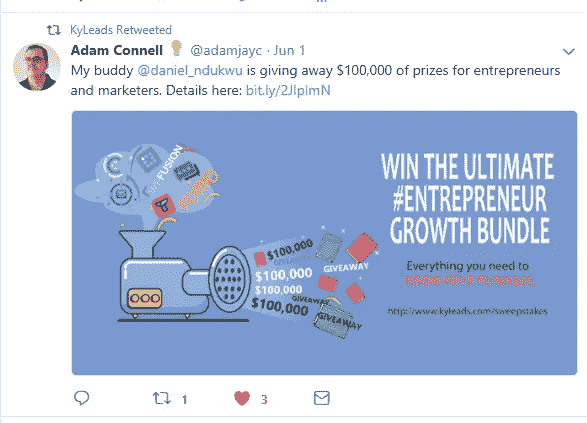 KyLeads Retweeted
Adam Connell @adamjayc · Jun 1
My buddy @daniel_ndukwu is giving away $100,000 of prizes for entrepreneurs
and marketers. Details here: bit.ly/2JIpImN
FUSION
WIN THE ULTIMATE
#ENTREPRENEUR
GROWTH BUNDLE
Everything you need to
GROW YOUR BUSINESS
http://www.kyleads.com/sweepstakes
$100,000
GIVEAWAY
$100,000
$100,000
GIVEAWAY
$100,000
GIVEAWAY
1
3